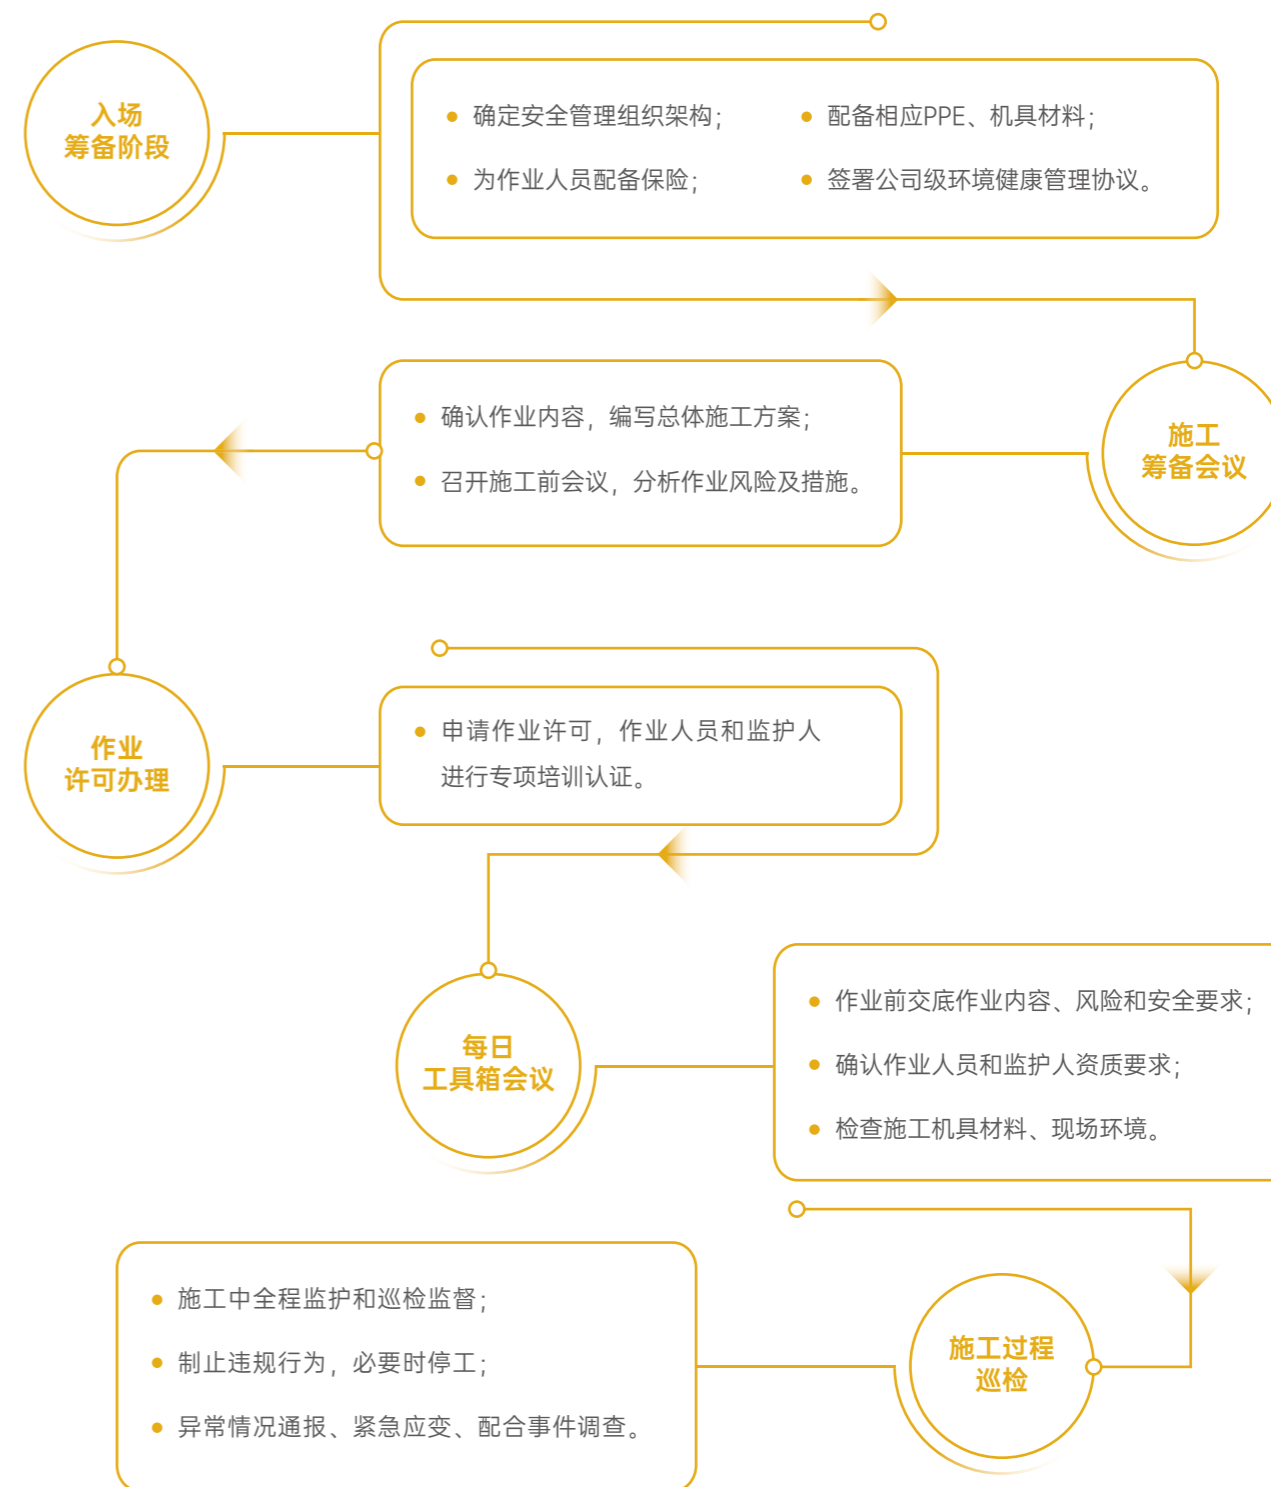 入场
筹备阶段
确定安全管理组织架构；
配备相应PPE、机具材料；
为作业人员配备保险；
签署公司级环境健康管理协议。
施工
筹备会议
确认作业内容，编写总体施工方案；
召开施工前会议，分析作业风险及措施。
作业
许可办理
申请作业许可，作业人员和监护人
进行专项培训认证。
每日
工具箱会议
作业前交底作业内容、风险和安全要求；
确认作业人员和监护人资质要求；
检查施工机具材料、现场环境。
施工过程
巡检
施工中全程监护和巡检监督；
制止违规行为，必要时停工；
异常情况通报、紧急应变、配合事件调查。